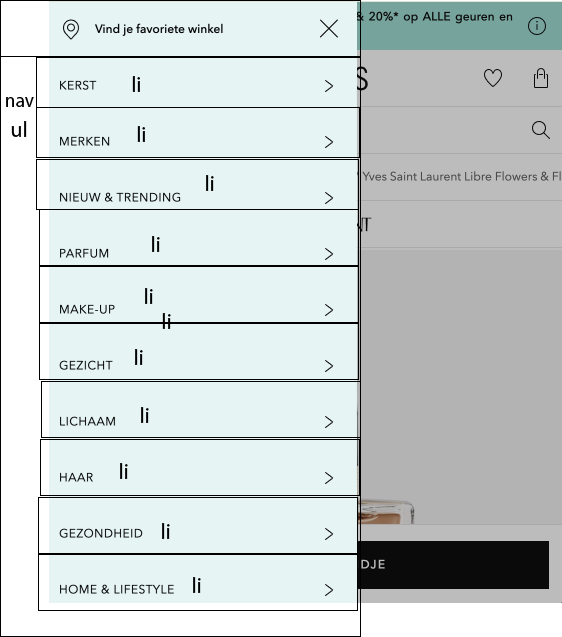 Vind je favoriete winkel
& 20%* op ALLE geuren en
S
nav
ul
KERST li
MERKEN li
NIEUW & TRENDING li
Yves Saint Laurent Libre Flowers & Fl
PARFUM li
NT
MAKE-UP li
li
GEZICHT li
LICHAAM li
HAAR li
GEZONDHEID li
DJE
HOME & LIFESTYLE li